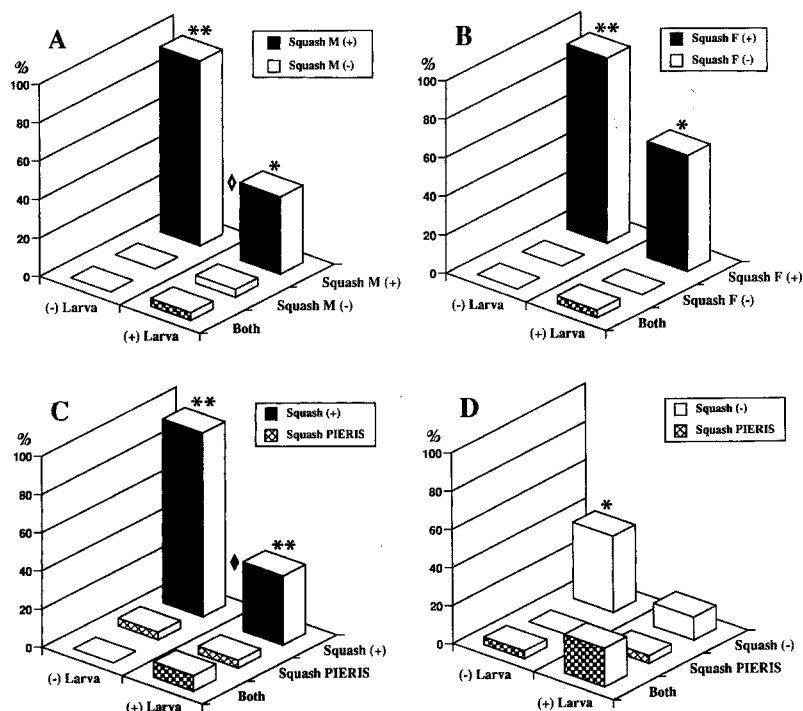 A
**
Squash M (+)
Squash M (-)
%
100
80
60
40
20
0
*
(-) Larva
(+) Larva
Both
Squash M (-)
Squash M (+)
B
**
Squash F (+)
Squash F (-)
%
100
80
60
40
20
0
*
(-) Larva
(+) Larva
Both
Squash F (-)
Squash F (+)
C
**
Squash (+)
Squash PIERIS
%
100
80
60
40
20
0
**
(-) Larva
(+) Larva
Both
Squash PIERIS
Squash (+)
D
Squash (-)
Squash PIERIS
%
100
80
60
40
20
0
*
(-) Larva
(+) Larva
Both
Squash PIERIS
Squash (-)